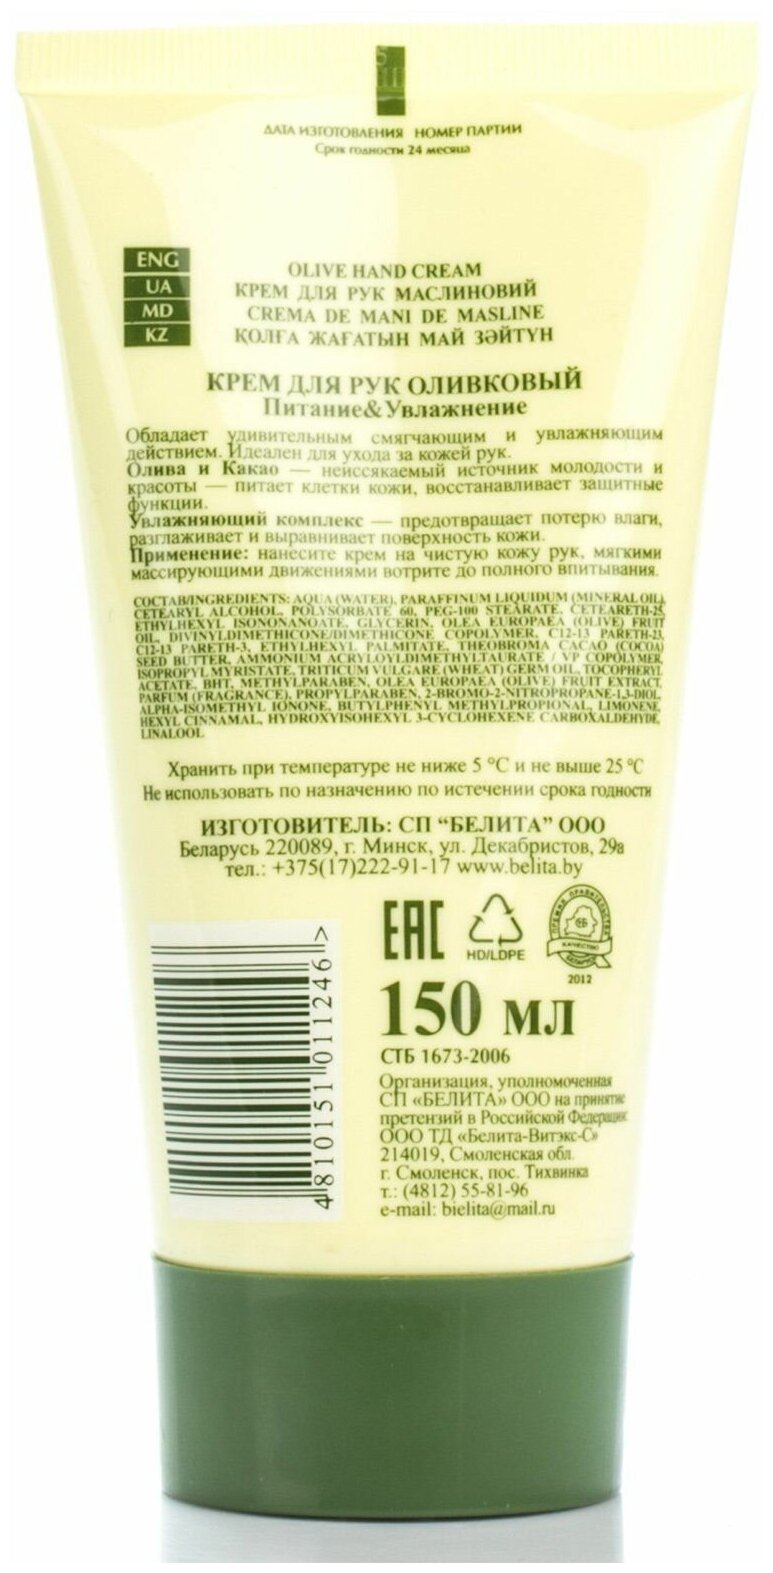 ДАТА ИЗГОТОВЛЕНИЯ НОМЕР ПАРТИИ
Срок годности 24 месяца
ENG
OLIVE HAND CREAM
UA
КРЕМ ДЛЯ РУК МАСЛИНОВИЙ
MD
CREMA DE MANI DE MASLINE
KZ
ҚОЛҒА ЖАҒАТЫН МАЙ ЗӘЙТҮН
КРЕМ ДЛЯ РУК ОЛИВКОВЫЙ
Питание&Увлажнение
Обладает удивительным смягчающим и увлажняющим
действием. Идеален для ухода за кожей рук.
Олива и Какао — неиссякаемый источник молодости и
красоты — питает клетки кожи, восстанавливает защитные
функции.
Увлажняющий комплекс — предотвращает потерю влаги,
разглаживает и выравнивает поверхность кожи.
Применение: нанесите крем на чистую кожу рук, мягкими
массирующими движениями вотрите до полного впитывания.
СОСТАВ/INGREDIENTS: AQUA (WATER), PARAFFINUM LIQUIDUM (MINERAL OIL),
CETEARYL ALCOHOL, POLYSORBATE 60, PEG-100 STEARATE, CETEARETH-25,
ETHYLHEXYL ISONONANOATE, GLYCERIN, OLEA EUROPAEA (OLIVE) FRUIT
OIL, DIVINYLDIMETHICONE/DIMETHICONE COPOLYMER, C12-13 PARETH-23,
C12-13 PARETH-3, ETHYLHEXYL PALMITATE, THEOBROMA CACAO (COCOA)
SEED BUTTER, AMMONIUM ACRYLOYLDIMETHYLTAURATE / VP COPOLYMER,
ISOPROPYL MYRISTATE, TRITICUM VULGARE (WHEAT) GERM OIL, TOCOPHERYL
ACETATE, BHT, METHYLPARABEN, OLEA EUROPAEA (OLIVE) FRUIT EXTRACT,
PARFUM (FRAGRANCE), PROPYLPARABEN, 2-BROMO-2-NITROPROPANE-1,3-DIOL,
ALPHA-ISOMETHYL IONONE, BUTYLPHENYL METHYLPROPIONAL, LIMONENE,
HEXYL CINNAMAL, HYDROXYISOHEXYL 3-CYCLOHEXENE CARBOXALDEHYDE,
LINALOOL
Хранить при температуре не ниже 5 °С и не выше 25 °С
Не использовать по назначению по истечении срока годности
ИЗГОТОВИТЕЛЬ: СП “БЕЛИТА” ООО
Беларусь 220089, г. Минск, ул. Декабристов, 29а
тел.: +375(17)222-91-17 www.belita.by
EAC
HD/LDPE
ПРЕМИЯ ПРАВИТЕЛЬСТВА
КАЧЕСТВО
2012
150 мл
СТБ 1673-2006
Организация, уполномоченная
СП «БЕЛИТА» ООО на принятие
претензий в Российской Федерации:
ООО ТД «Белита-Витэкс-С»
214019, Смоленская обл.
г. Смоленск, пос. Тихвинка
т.: (4812) 55-81-96
e-mail: bielita@mail.ru
4 810151 011246 >